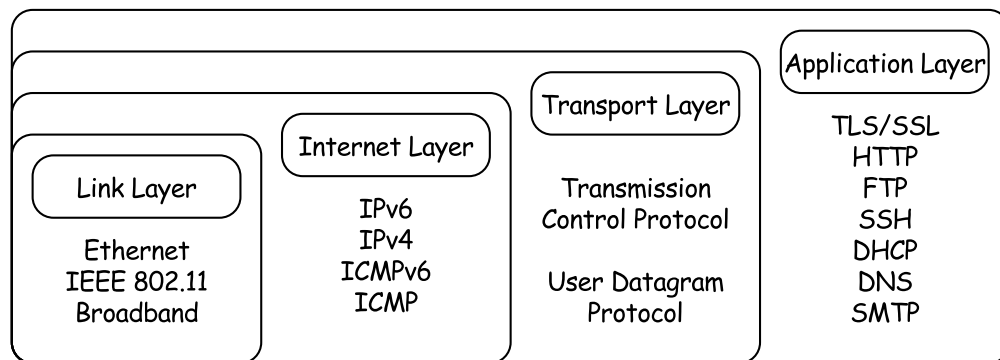 Application Layer
TLS/SSL
HTTP
FTP
SSH
DHCP
DNS
SMTP
Transport Layer
Transmission
Control Protocol
User Datagram
Protocol
Internet Layer
IPv6
IPv4
ICMPv6
ICMP
Link Layer
Ethernet
IEEE 802.11
Broadband